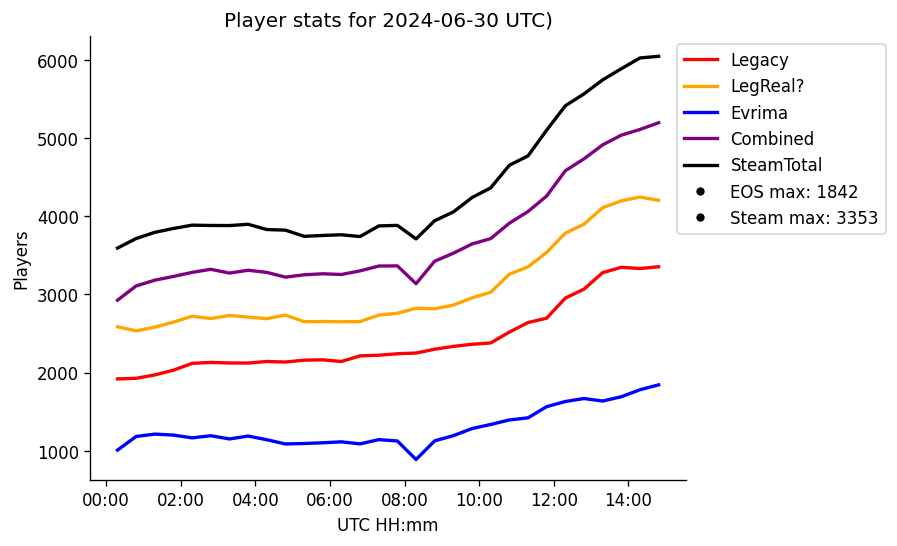 Player stats for 2024-06-30 UTC)
Players
6000
5000
4000
3000
2000
1000
00:00 02:00 04:00 06:00 08:00 10:00 12:00 14:00
UTC HH:mm
Legacy
LegReal?
Evrima
Combined
SteamTotal
EOS max: 1842
Steam max: 3353